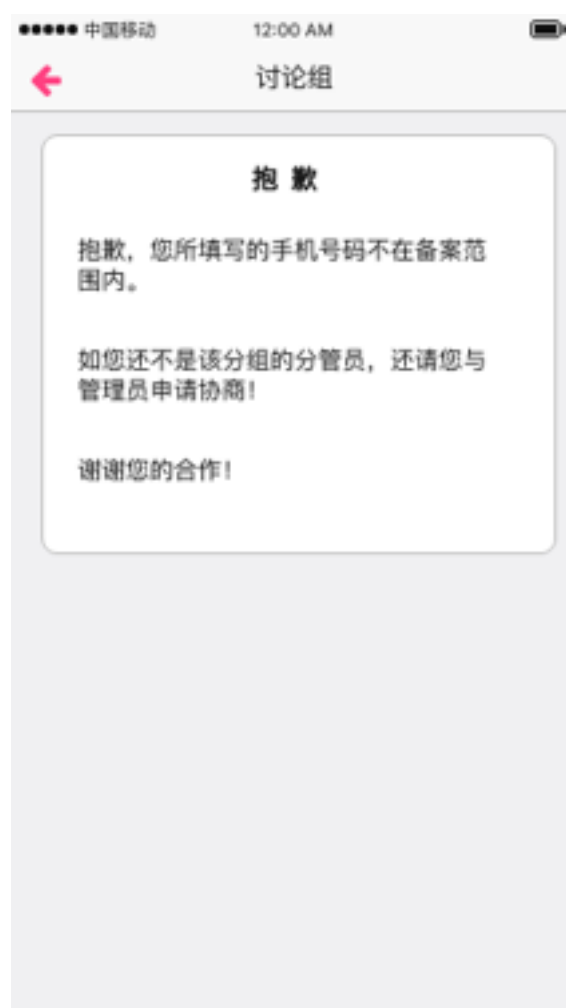 中国移动 12:00 AM
讨论组
抱 歉
抱歉，您所填写的手机号码不在备案范
围内。
如您还不是该分组的分管员，还请您与
管理员申请协商！
谢谢您的合作！